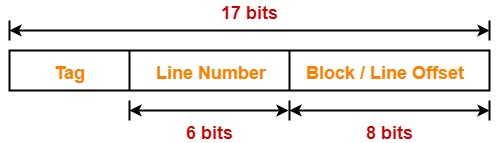 17 bits
Tag
Line Number
Block / Line Offset
6 bits
8 bits